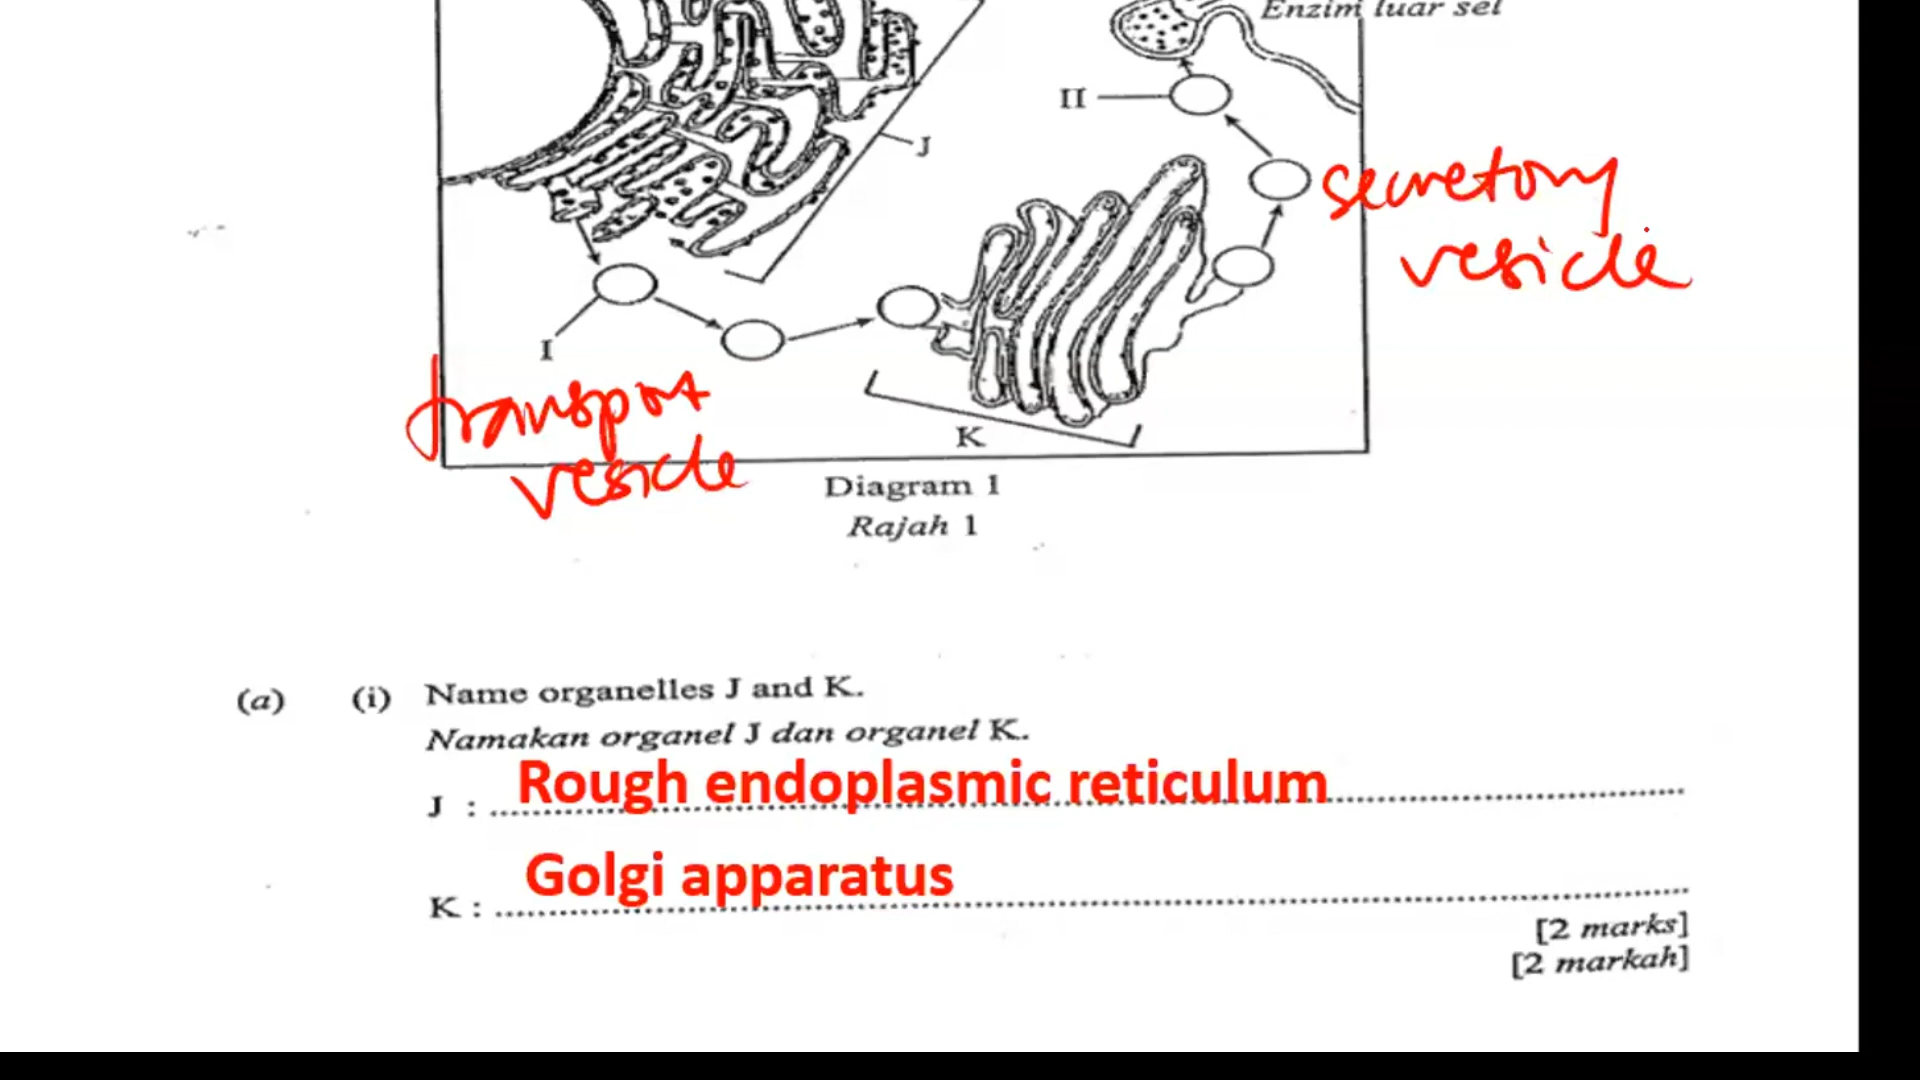 Enzim luar sel
II
J
secretory
vesicle
I
transport
vesicle
K
Diagram 1
Rajah 1
(a) (i) Name organelles J and K.
Namakan organel J dan organel K.
J : Rough endoplasmic reticulum
K : Golgi apparatus
[2 marks]
[2 markah]